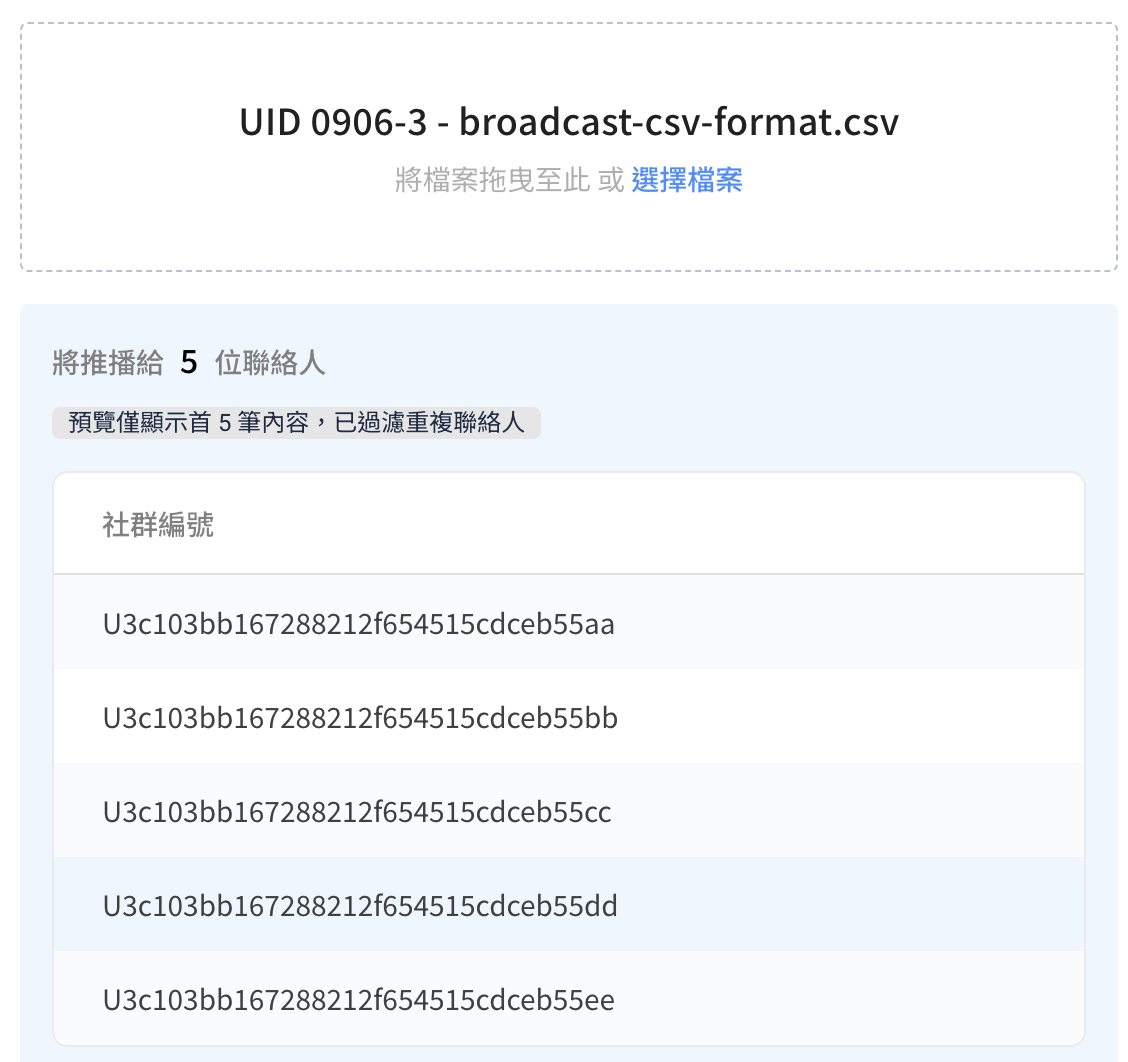 UID 0906-3 - broadcast-csv-format.csv
將檔案拖曳至此 或 選擇檔案
將推播給 5 位聯絡人
預覽僅顯示首 5 筆內容，已過濾重複聯絡人
社群編號
U3c103bb167288212f654515cdceb55aa
U3c103bb167288212f654515cdceb55bb
U3c103bb167288212f654515cdceb55cc
U3c103bb167288212f654515cdceb55dd
U3c103bb167288212f654515cdceb55ee